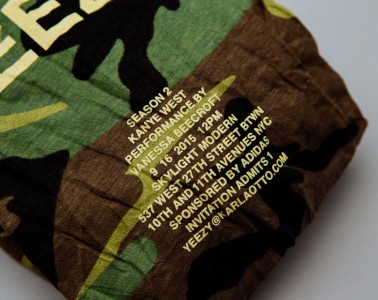 EEZ
SEASON 2
KANYE WEST
PERFORMANCE BY
VANESSA BEECROFT
9 16 2015 12PM
SKYLIGHT MODERN
537 WEST 27TH STREET BTWN
10TH AND 11TH AVENUES NYC
SPONSORED BY ADIDAS
INVITATION ADMITS 1
YEEZY@KARLAOTTO.COM